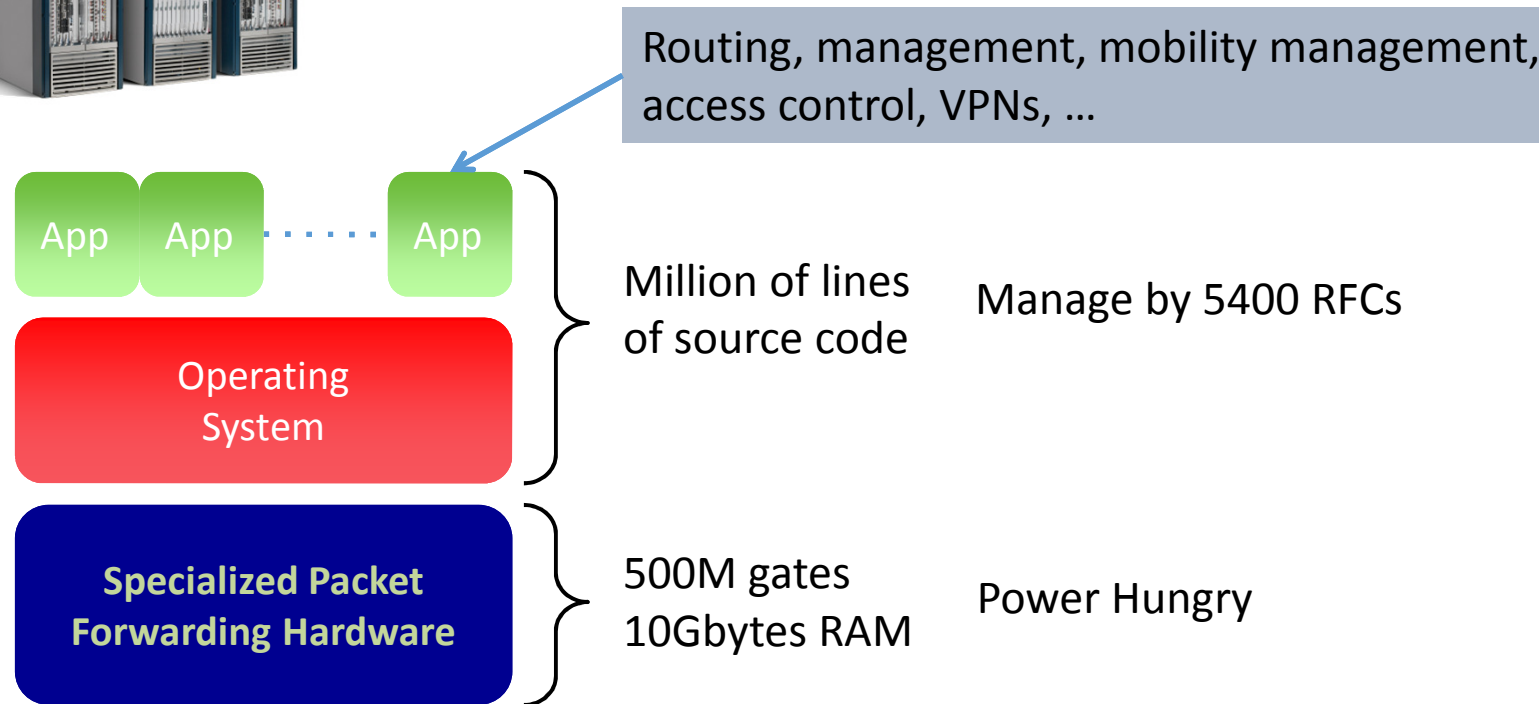 Routing, management, mobility management,
access control, VPNs, …
App
App
App
Million of lines
of source code
Manage by 5400 RFCs
Operating
System
Specialized Packet
Forwarding Hardware
500M gates
10Gbytes RAM
Power Hungry